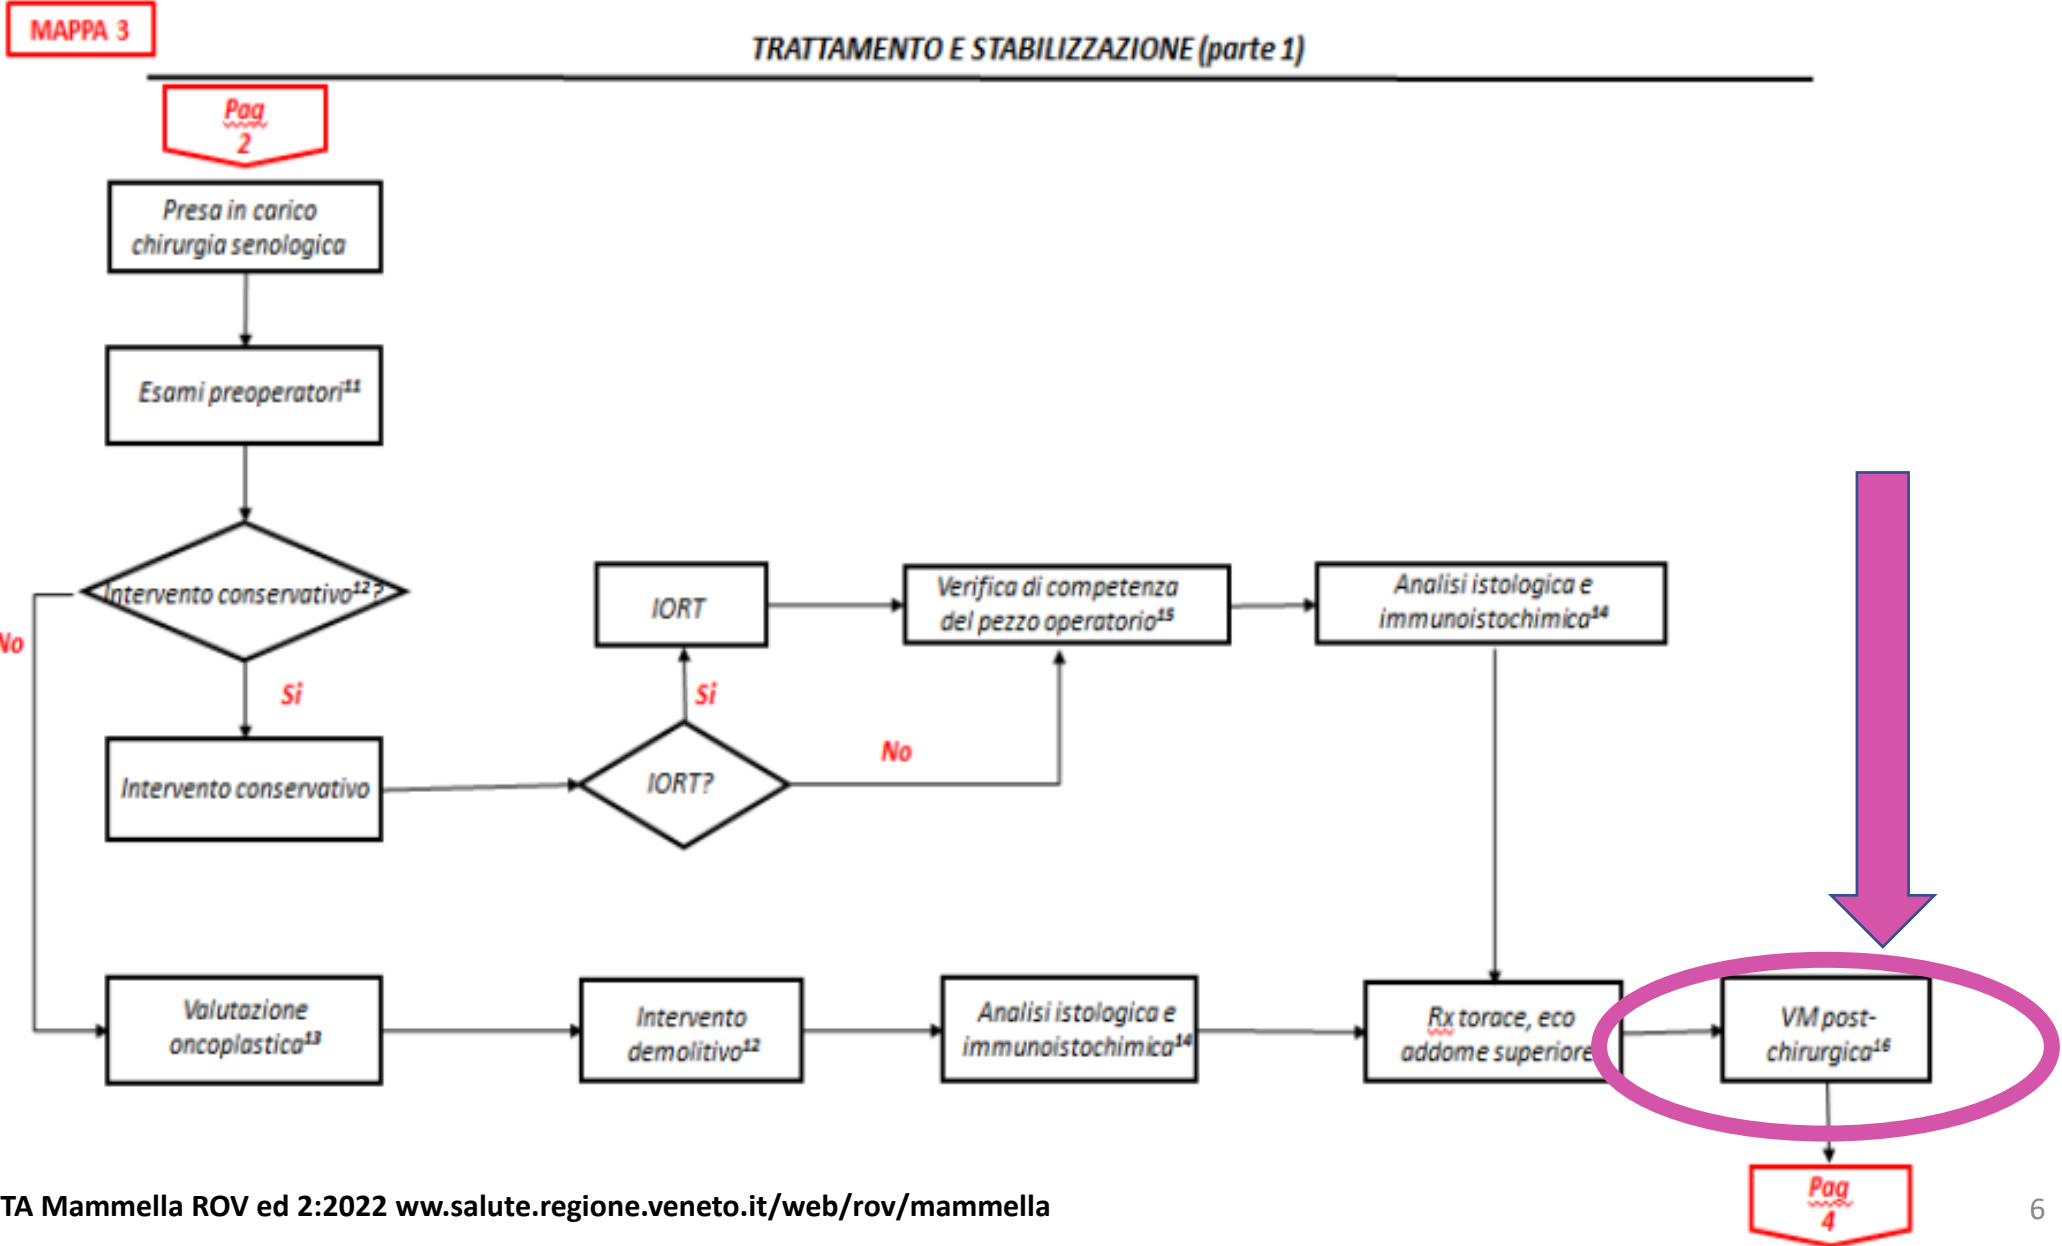 MAPPA 3
TRATTAMENTO E STABILIZZAZIONE (parte 1)
Pag
2
Presa in carico
chirurgia senologica
Esami preoperatori¹¹
Intervento conservativo¹²?
No
Si
Intervento conservativo
IORT?
Si
No
IORT
Verifica di competenza
del pezzo operatorio¹⁵
Analisi istologica e
immunoistochimica¹⁴
Valutazione
oncoplastica¹³
Intervento
demolitivo¹²
Analisi istologica e
immunoistochimica¹⁴
Rx torace, eco
addome superiore
VM post-
chirurgica¹⁶
Pag
4
TA Mammella ROV ed 2:2022 ww.salute.regione.veneto.it/web/rov/mammella
6